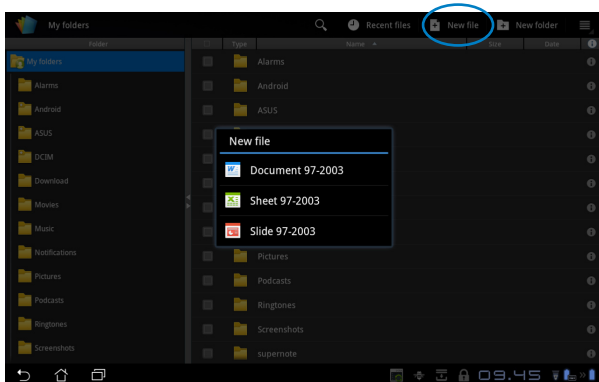 My folders Recent files New file New folder
Folder Type Name Size Date
My folders
Alarms
Android
ASUS
DCIM
Download
Movies
Music
Notifications
Pictures
Podcasts
Ringtones
Screenshots
Alarms
Android
ASUS
New file
Document 97-2003
Sheet 97-2003
Slide 97-2003
Pictures
Podcasts
Ringtones
Screenshots
supernote
09:45